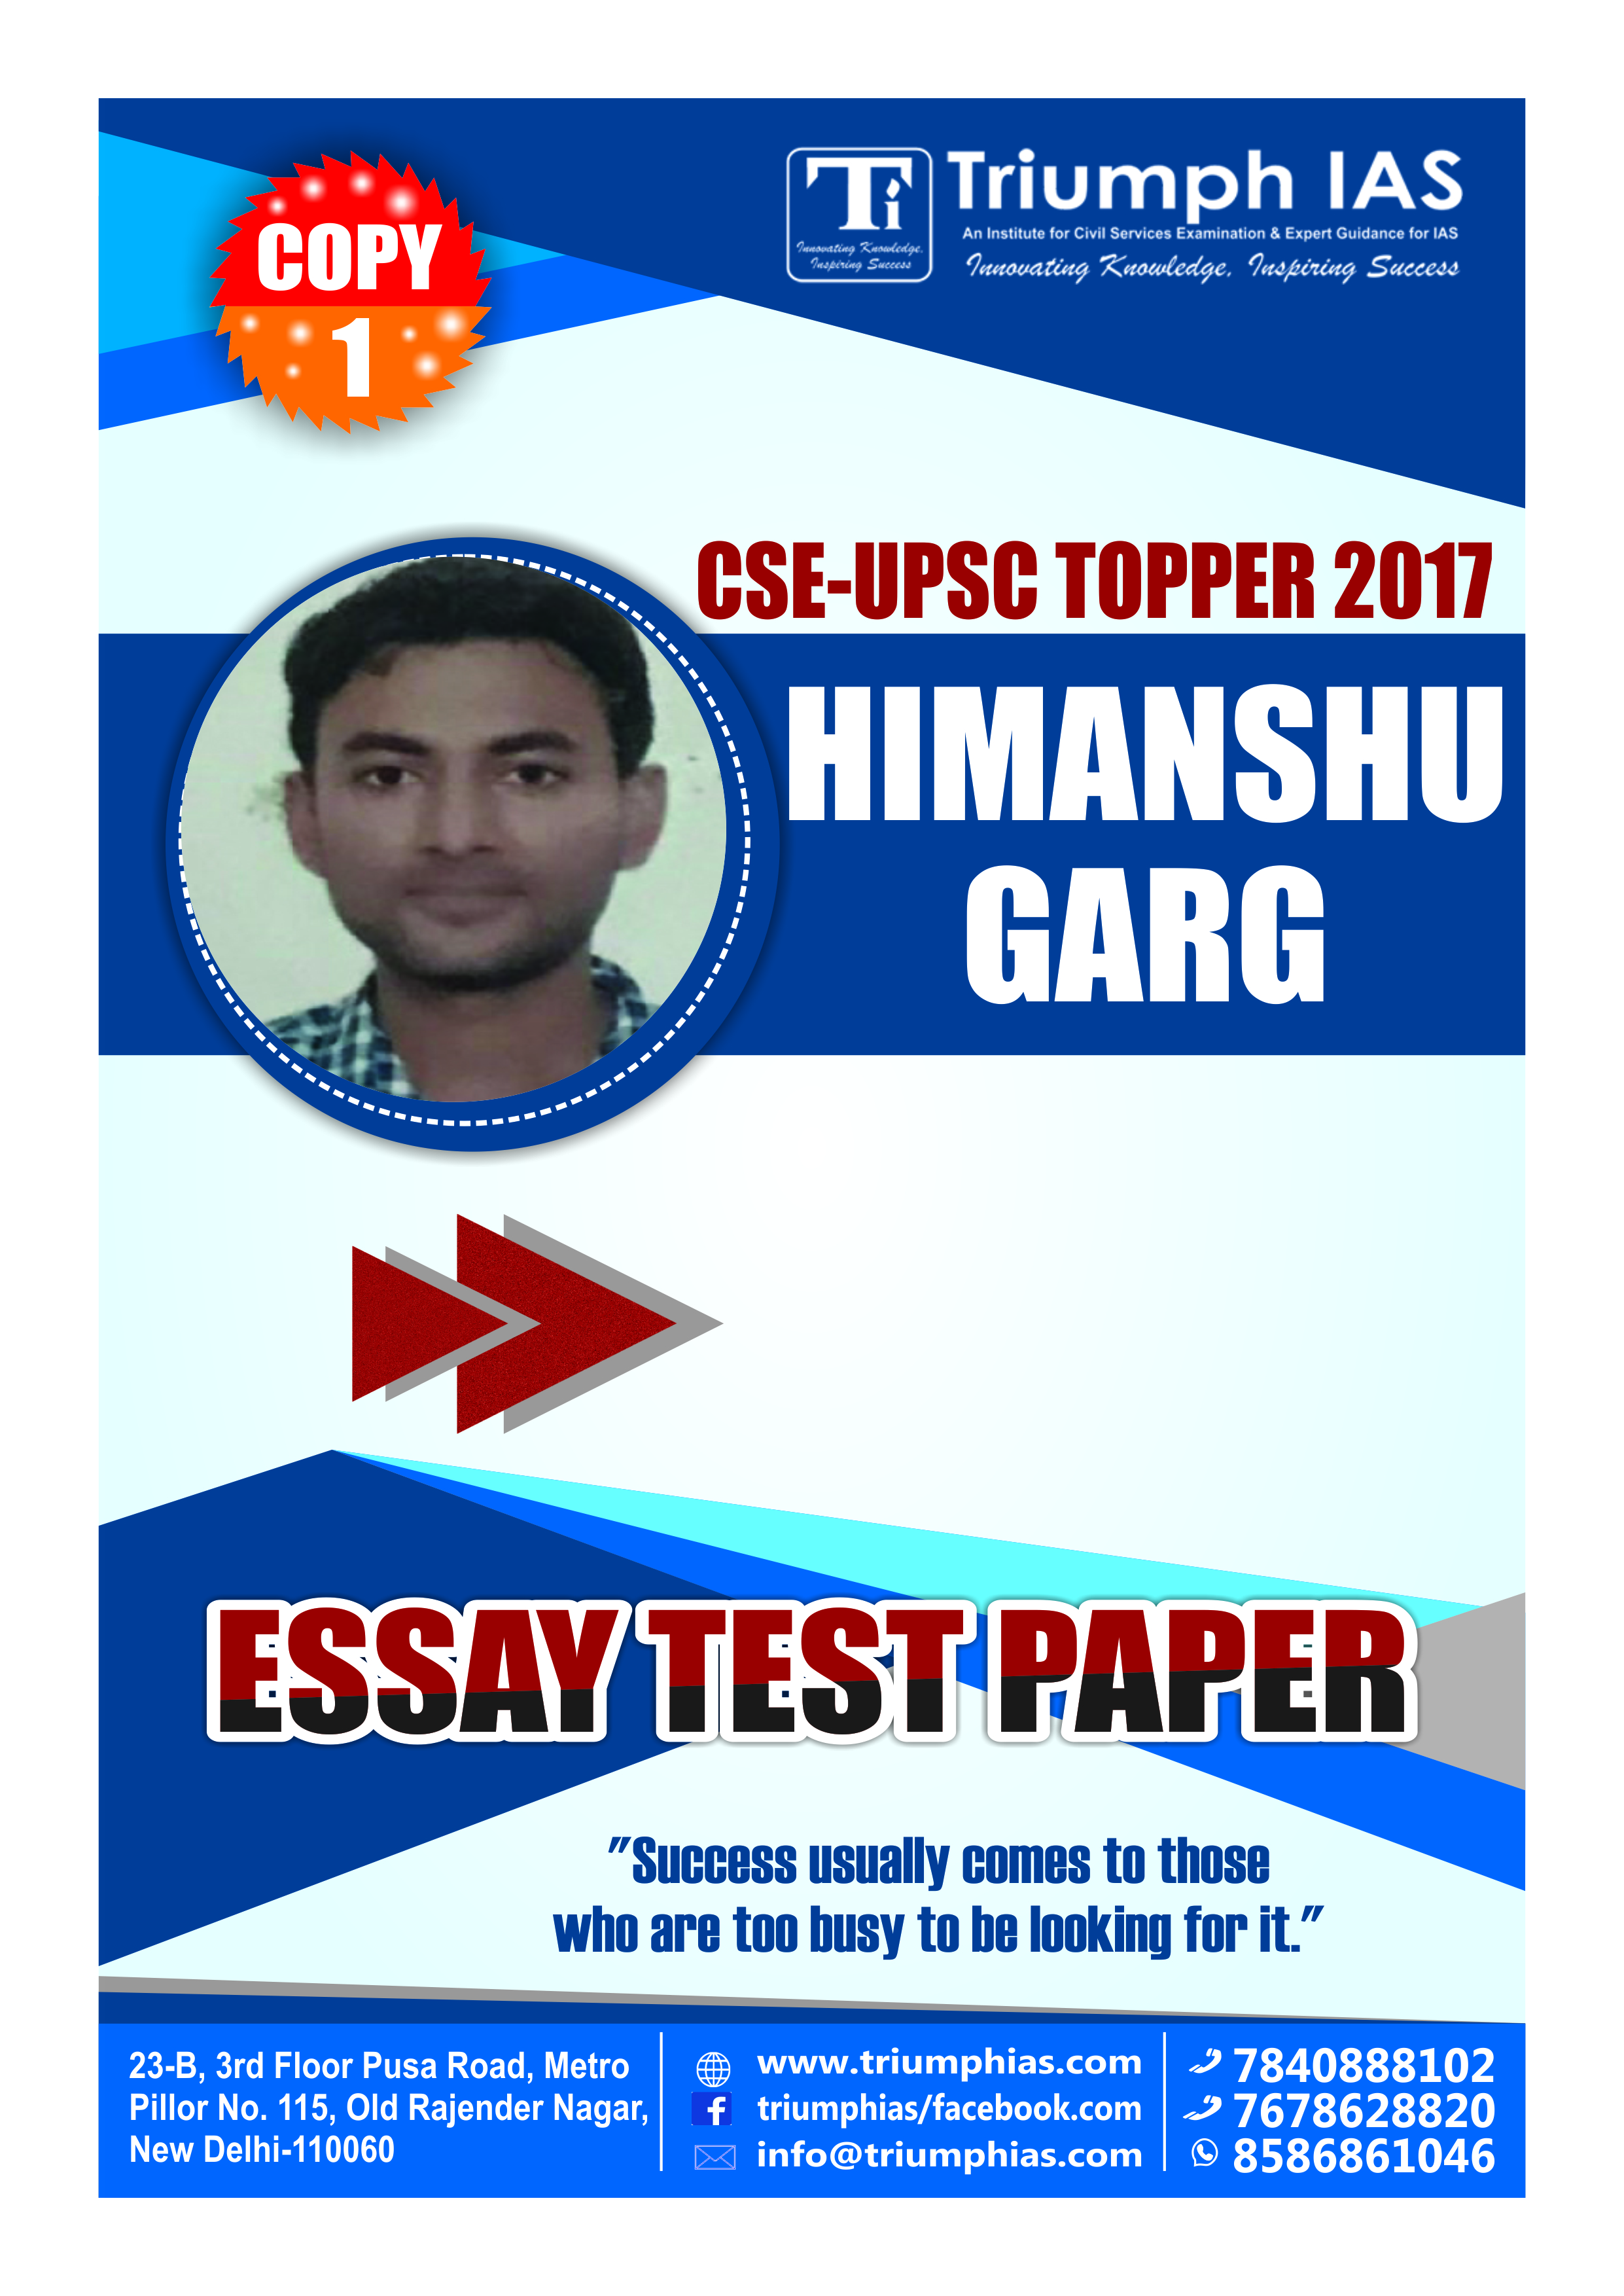 COPY
1
Ti
Innovating Knowledge,
Inspiring Success
Triumph IAS
An Institute for Civil Services Examination & Expert Guidance for IAS
Innovating Knowledge, Inspiring Success
CSE-UPSC TOPPER 2017
HIMANSHU
GARG
ESSAY TEST PAPER
"Success usually comes to those
who are too busy to be looking for it."
23-B, 3rd Floor Pusa Road, Metro
Pillor No. 115, Old Rajender Nagar,
New Delhi-110060
www.triumphias.com
f triumphias/facebook.com
info@triumphias.com
7840888102
7678628820
8586861046